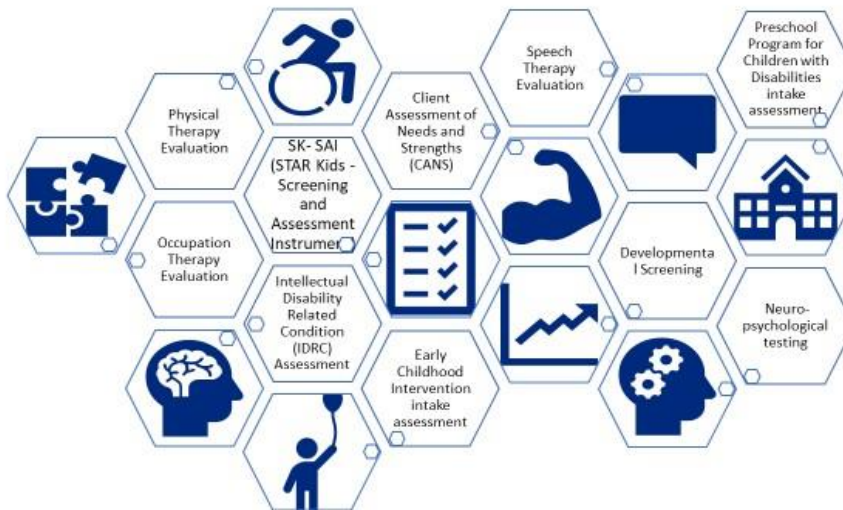 Physical
Therapy
Evaluation
Occupation
Therapy
Evaluation
SK- SAI
(STAR Kids -
Screening
and
Assessment
Instrument)
Intellectual
Disability
Related
Condition
(IDRC)
Assessment
Client
Assessment of
Needs and
Strengths
(CANS)
Early
Childhood
Intervention
intake
assessment
Speech
Therapy
Evaluation
Developmenta
l Screening
Preschool
Program for
Children with
Disabilities
intake
assessment
Neuro-
psychological
testing